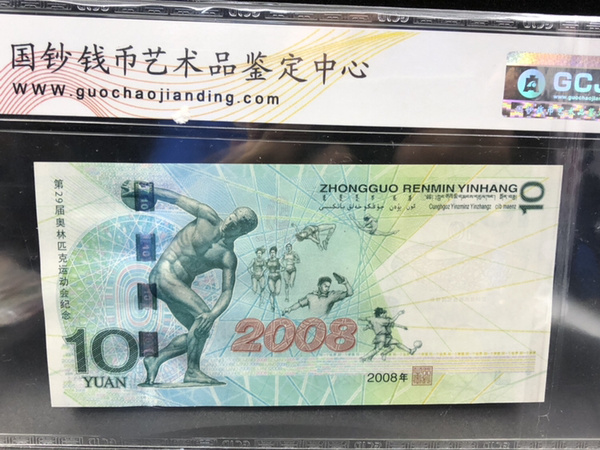 国钞钱币艺术品鉴定中心
www.guochaojianding.com
GCJ
第29届奥林匹克运动会纪念
ZHONGGUO RENMIN YINHANG
10
2008
10
YUAN
2008年